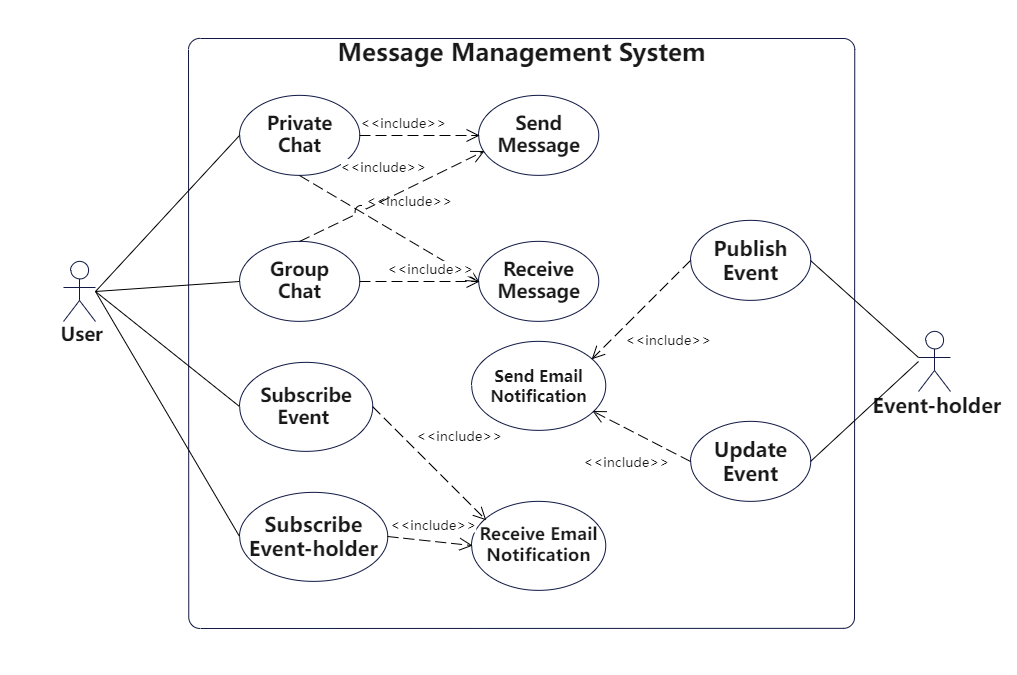 Message Management System
Private
Chat
<<include>>
Send
Message
<<include>>
<<include>>
Group
Chat
<<include>>
Receive
Message
Publish
Event
User
<<include>>
Send Email
Notification
Event-holder
Subscribe
Event
<<include>>
<<include>>
Update
Event
Subscribe
Event-holder
<<include>>
Receive Email
Notification